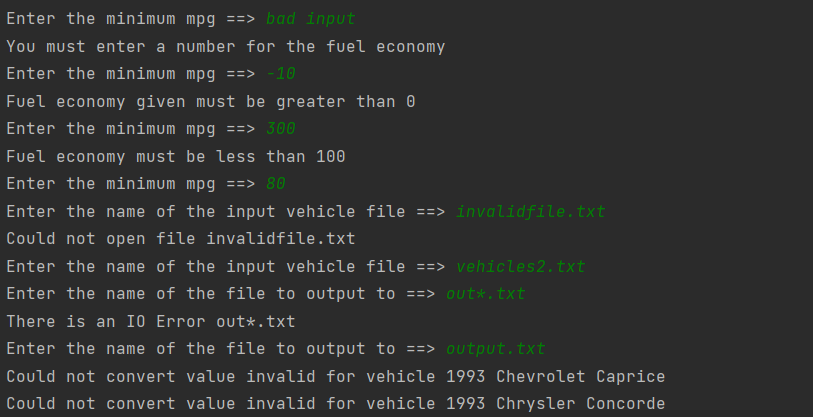 Enter the minimum mpg ==> bad input
You must enter a number for the fuel economy
Enter the minimum mpg ==> -10
Fuel economy given must be greater than 0
Enter the minimum mpg ==> 300
Fuel economy must be less than 100
Enter the minimum mpg ==> 80
Enter the name of the input vehicle file ==> invalidfile.txt
Could not open file invalidfile.txt
Enter the name of the input vehicle file ==> vehicles2.txt
Enter the name of the file to output to ==> out*.txt
There is an IO Error out*.txt
Enter the name of the file to output to ==> output.txt
Could not convert value invalid for vehicle 1993 Chevrolet Caprice
Could not convert value invalid for vehicle 1993 Chrysler Concorde